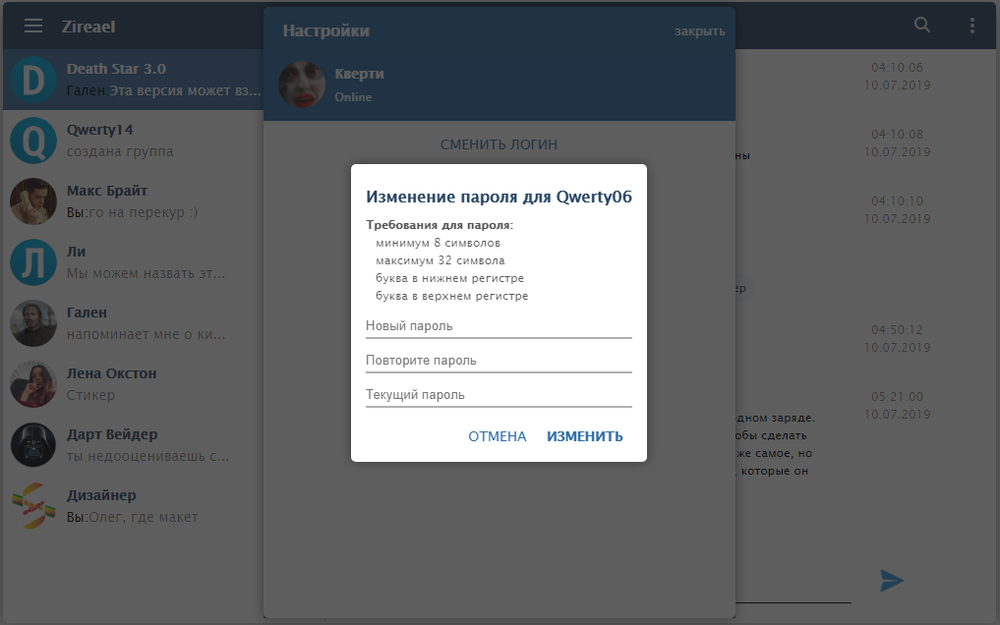 Zireael
Death Star 3.0
Гален:Эта версия может вз...
Qwerty14
создана группа
Макс Брайт
Вы:го на перекур :)
Ли
Мы можем назвать эт...
Гален
напоминает мне о ки...
Лена Окстон
Стикер
Дарт Вейдер
ты недооцениваешь с...
Дизайнер
Вы:Олег, где макет
Настройки
закрыть
Кверти
Online
СМЕНИТЬ ЛОГИН
Изменение пароля для Qwerty06
Требования для пароля:
минимум 8 символов
максимум 32 символа
буква в нижнем регистре
буква в верхнем регистре
Новый пароль
Повторите пароль
Текущий пароль
ОТМЕНА ИЗМЕНИТЬ
04:10:06
10.07.2019
04:10:08
10.07.2019
ны
04:10:10
10.07.2019
ер
04:50:12
10.07.2019
05:21:00
10.07.2019
дном заряде.
обы сделать
же самое, но
, которые он